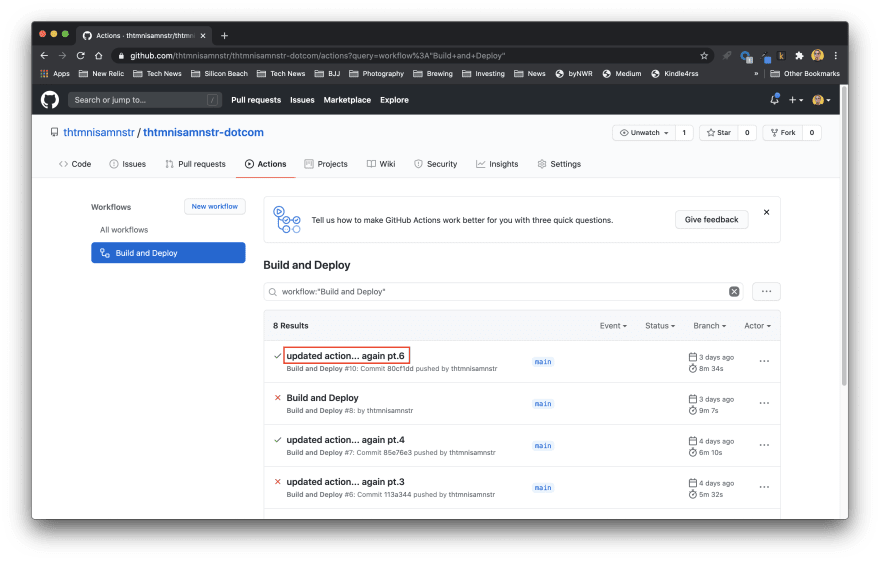 Actions · thtmnisamnstr/thtmn
github.com/thtmnisamnstr/thtmnisamnstr-dotcom/actions?query=workflow%3A"Build+and+Deploy"
Apps New Relic Tech News Silicon Beach Tech News BJJ Photography Brewing Investing News byNWR Medium Kindle4rss » Other Bookmarks
Search or jump to... / Pull requests Issues Marketplace Explore
thtmnisamnstr / thtmnisamnstr-dotcom Unwatch 1 Star 0 Fork 0
Code Issues Pull requests Actions Projects Wiki Security Insights Settings
Workflows New workflow
All workflows
Build and Deploy
Tell us how to make GitHub Actions work better for you with three quick questions. Give feedback
Build and Deploy
workflow:"Build and Deploy"
8 Results Event Status Branch Actor
updated action... again pt.6 main 3 days ago
Build and Deploy #10: Commit 80cf1dd pushed by thtmnisamnstr 8m 34s
Build and Deploy main 3 days ago
Build and Deploy #8: by thtmnisamnstr 9m 7s
updated action... again pt.4 main 4 days ago
Build and Deploy #7: Commit 85e76e3 pushed by thtmnisamnstr 6m 10s
updated action... again pt.3 main 4 days ago
Build and Deploy #6: Commit 113a344 pushed by thtmnisamnstr 5m 32s